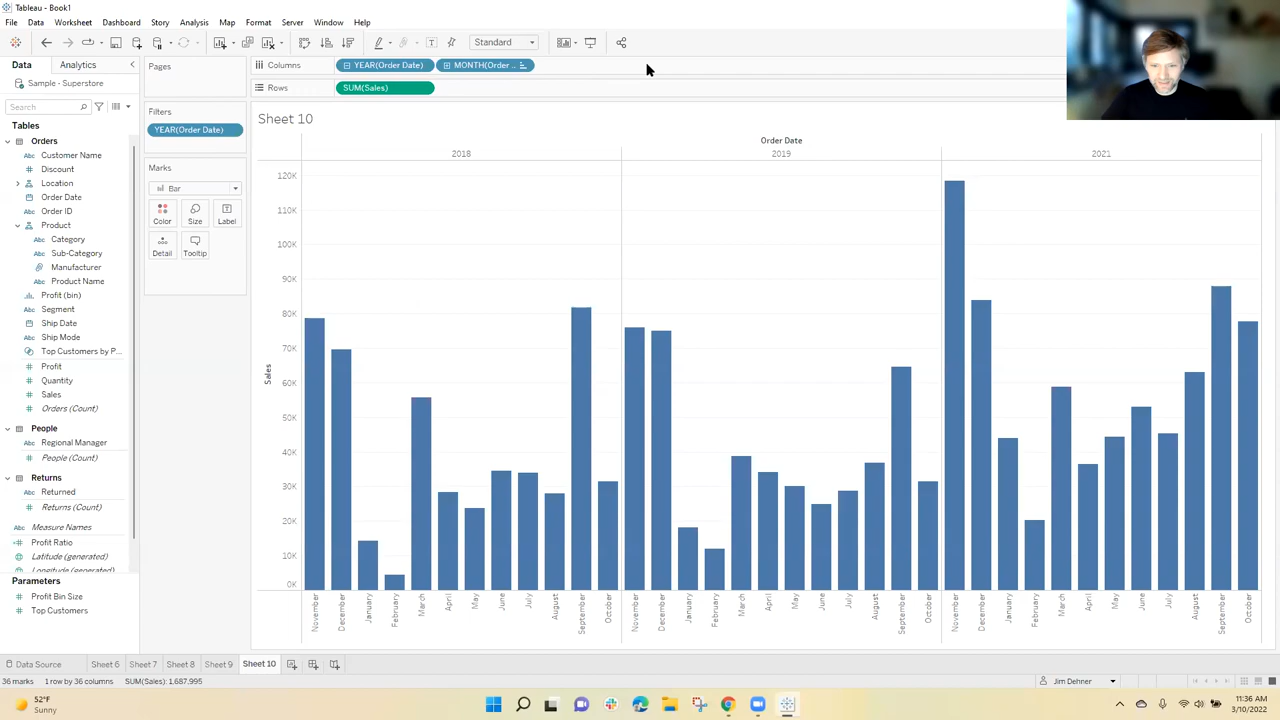 Tableau - Book1
File Data Worksheet Dashboard Story Analysis Map Format Server Window Help
Standard
Data Analytics
Sample - Superstore
Search
Tables
Orders
Customer Name
Discount
Location
Order Date
Order ID
Product
Category
Sub-Category
Manufacturer
Product Name
Profit (bin)
Segment
Ship Date
Ship Mode
Top Customers by P...
Profit
Quantity
Sales
Orders (Count)
People
Regional Manager
People (Count)
Returns
Returned
Returns (Count)
Measure Names
Profit Ratio
Latitude (generated)
Longitude (generated)
Parameters
Profit Bin Size
Top Customers
Pages
Filters
YEAR(Order Date)
Marks
Bar
Color Size Label
Detail Tooltip
Columns YEAR(Order Date) MONTH(Order ..
Rows SUM(Sales)
Sheet 10
Order Date
2018 2019 2021
120K
110K
100K
90K
80K
70K
60K
50K
40K
30K
20K
10K
0K
Sales
November December January February March April May June July August September October November December January February March April May June July August September October November December January February March April May June July August September October
Data Source Sheet 6 Sheet 7 Sheet 8 Sheet 9 Sheet 10
36 marks 1 row by 36 columns SUM(Sales): 1.687.995 Jim Dehner
52°F
Sunny
11:36 AM
3/10/2022